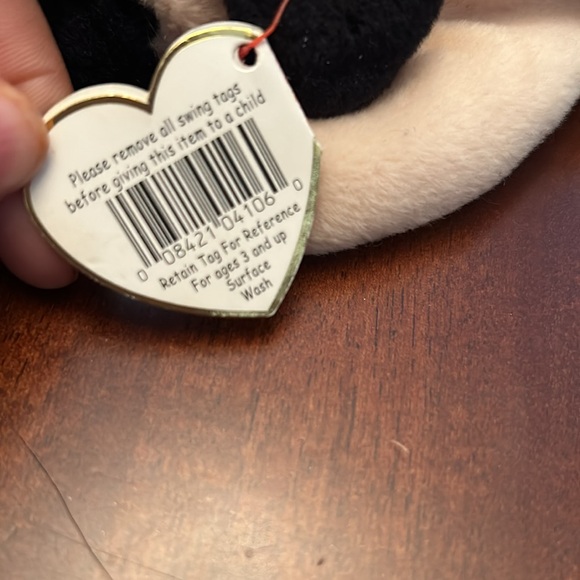 Please remove all swing tags
before giving this item to a child
0 08421 04106 0
Retain Tag For Reference
For ages 3 and up
Surface
Wash